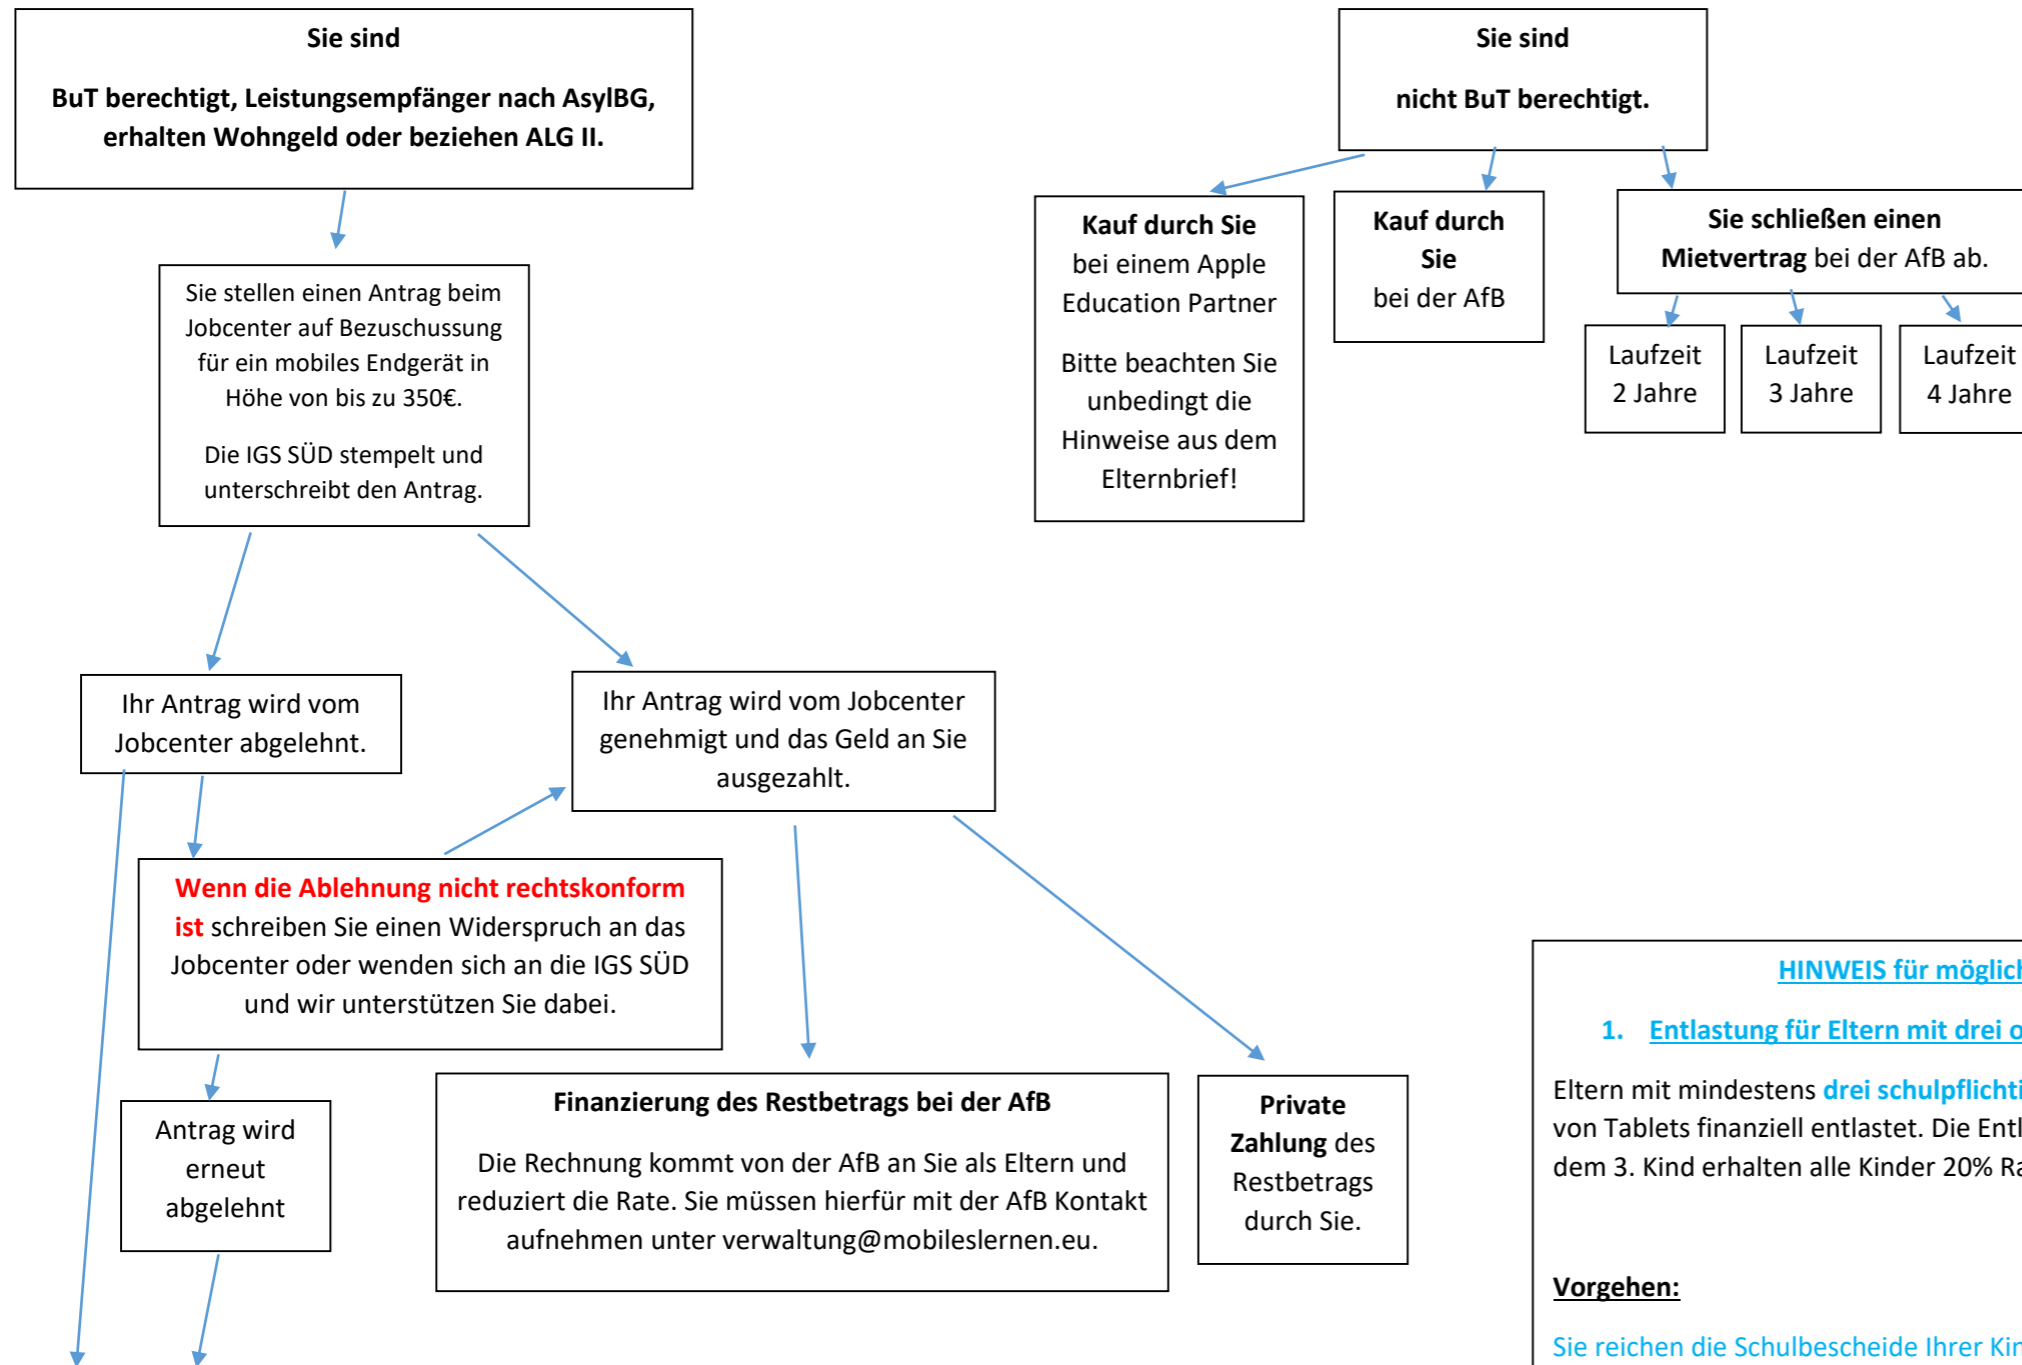 Sie sind
BuT berechtigt, Leistungsempfänger nach AsylBG,
erhalten Wohngeld oder beziehen ALG II.
Sie sind
nicht BuT berechtigt.
Kauf durch Sie
bei einem Apple
Education Partner
Bitte beachten Sie
unbedingt die
Hinweise aus dem
Elternbrief!
Kauf durch
Sie
bei der AfB
Sie schließen einen
Mietvertrag bei der AfB ab.
Laufzeit
2 Jahre
Laufzeit
3 Jahre
Laufzeit
4 Jahre
Sie stellen einen Antrag beim
Jobcenter auf Bezuschussung
für ein mobiles Endgerät in
Höhe von bis zu 350€.
Die IGS SÜD stempelt und
unterschreibt den Antrag.
Ihr Antrag wird vom
Jobcenter abgelehnt.
Ihr Antrag wird vom Jobcenter
genehmigt und das Geld an Sie
ausgezahlt.
Wenn die Ablehnung nicht rechtskonform
ist schreiben Sie einen Widerspruch an das
Jobcenter oder wenden sich an die IGS SÜD
und wir unterstützen Sie dabei.
Antrag wird
erneut
abgelehnt
Finanzierung des Restbetrags bei der AfB
Die Rechnung kommt von der AfB an Sie als Eltern und
reduziert die Rate. Sie müssen hierfür mit der AfB Kontakt
aufnehmen unter verwaltung@mobileslernen.eu.
Private
Zahlung des
Restbetrags
durch Sie.
HINWEIS für möglich
1. Entlastung für Eltern mit drei o
Eltern mit mindestens drei schulpflichti
von Tablets finanziell entlastet. Die Entl
dem 3. Kind erhalten alle Kinder 20% Ra
Vorgehen:
Sie reichen die Schulbescheide Ihrer Kin